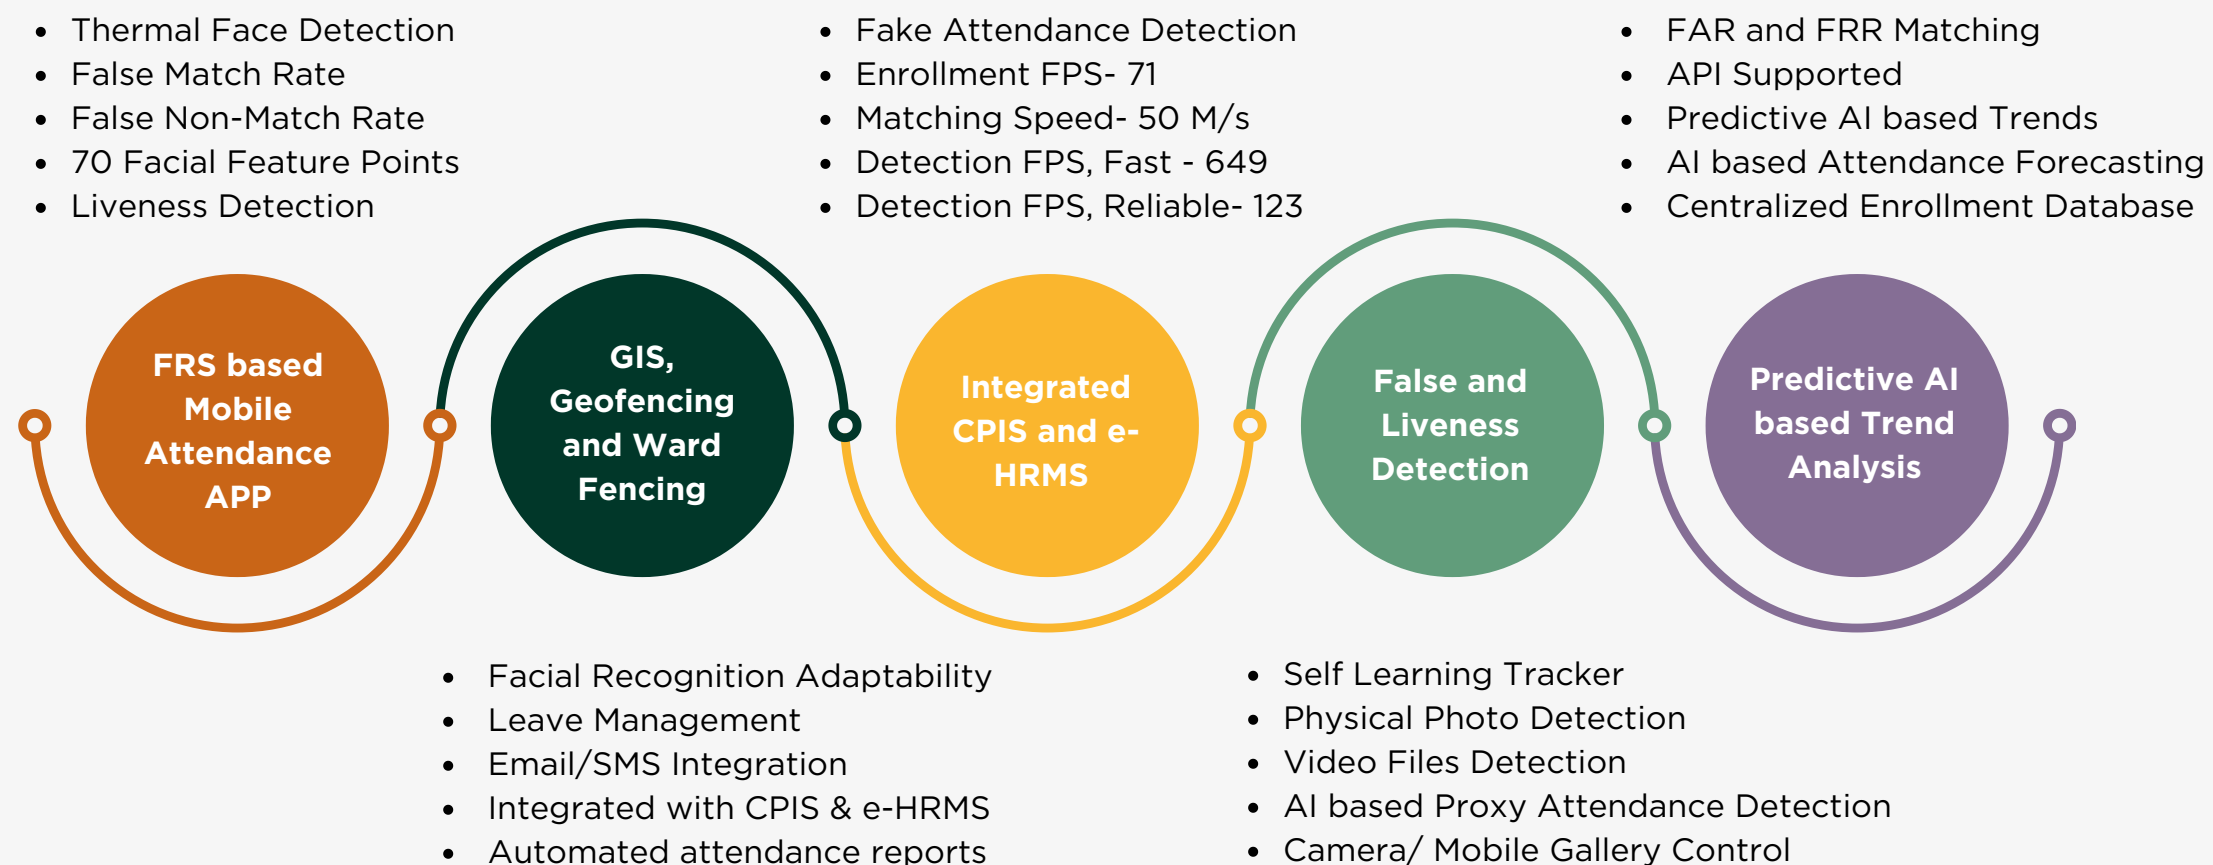 • Thermal Face Detection
• False Match Rate
• False Non-Match Rate
• 70 Facial Feature Points
• Liveness Detection
• Fake Attendance Detection
• Enrollment FPS- 71
• Matching Speed- 50 M/s
• Detection FPS, Fast - 649
• Detection FPS, Reliable- 123
• FAR and FRR Matching
• API Supported
• Predictive AI based Trends
• AI based Attendance Forecasting
• Centralized Enrollment Database
FRS based
Mobile
Attendance
APP
GIS,
Geofencing
and Ward
Fencing
Integrated
CPIS and e-
HRMS
False and
Liveness
Detection
Predictive AI
based Trend
Analysis
• Facial Recognition Adaptability
• Leave Management
• Email/SMS Integration
• Integrated with CPIS & e-HRMS
• Automated attendance reports
• Self Learning Tracker
• Physical Photo Detection
• Video Files Detection
• AI based Proxy Attendance Detection
• Camera/ Mobile Gallery Control